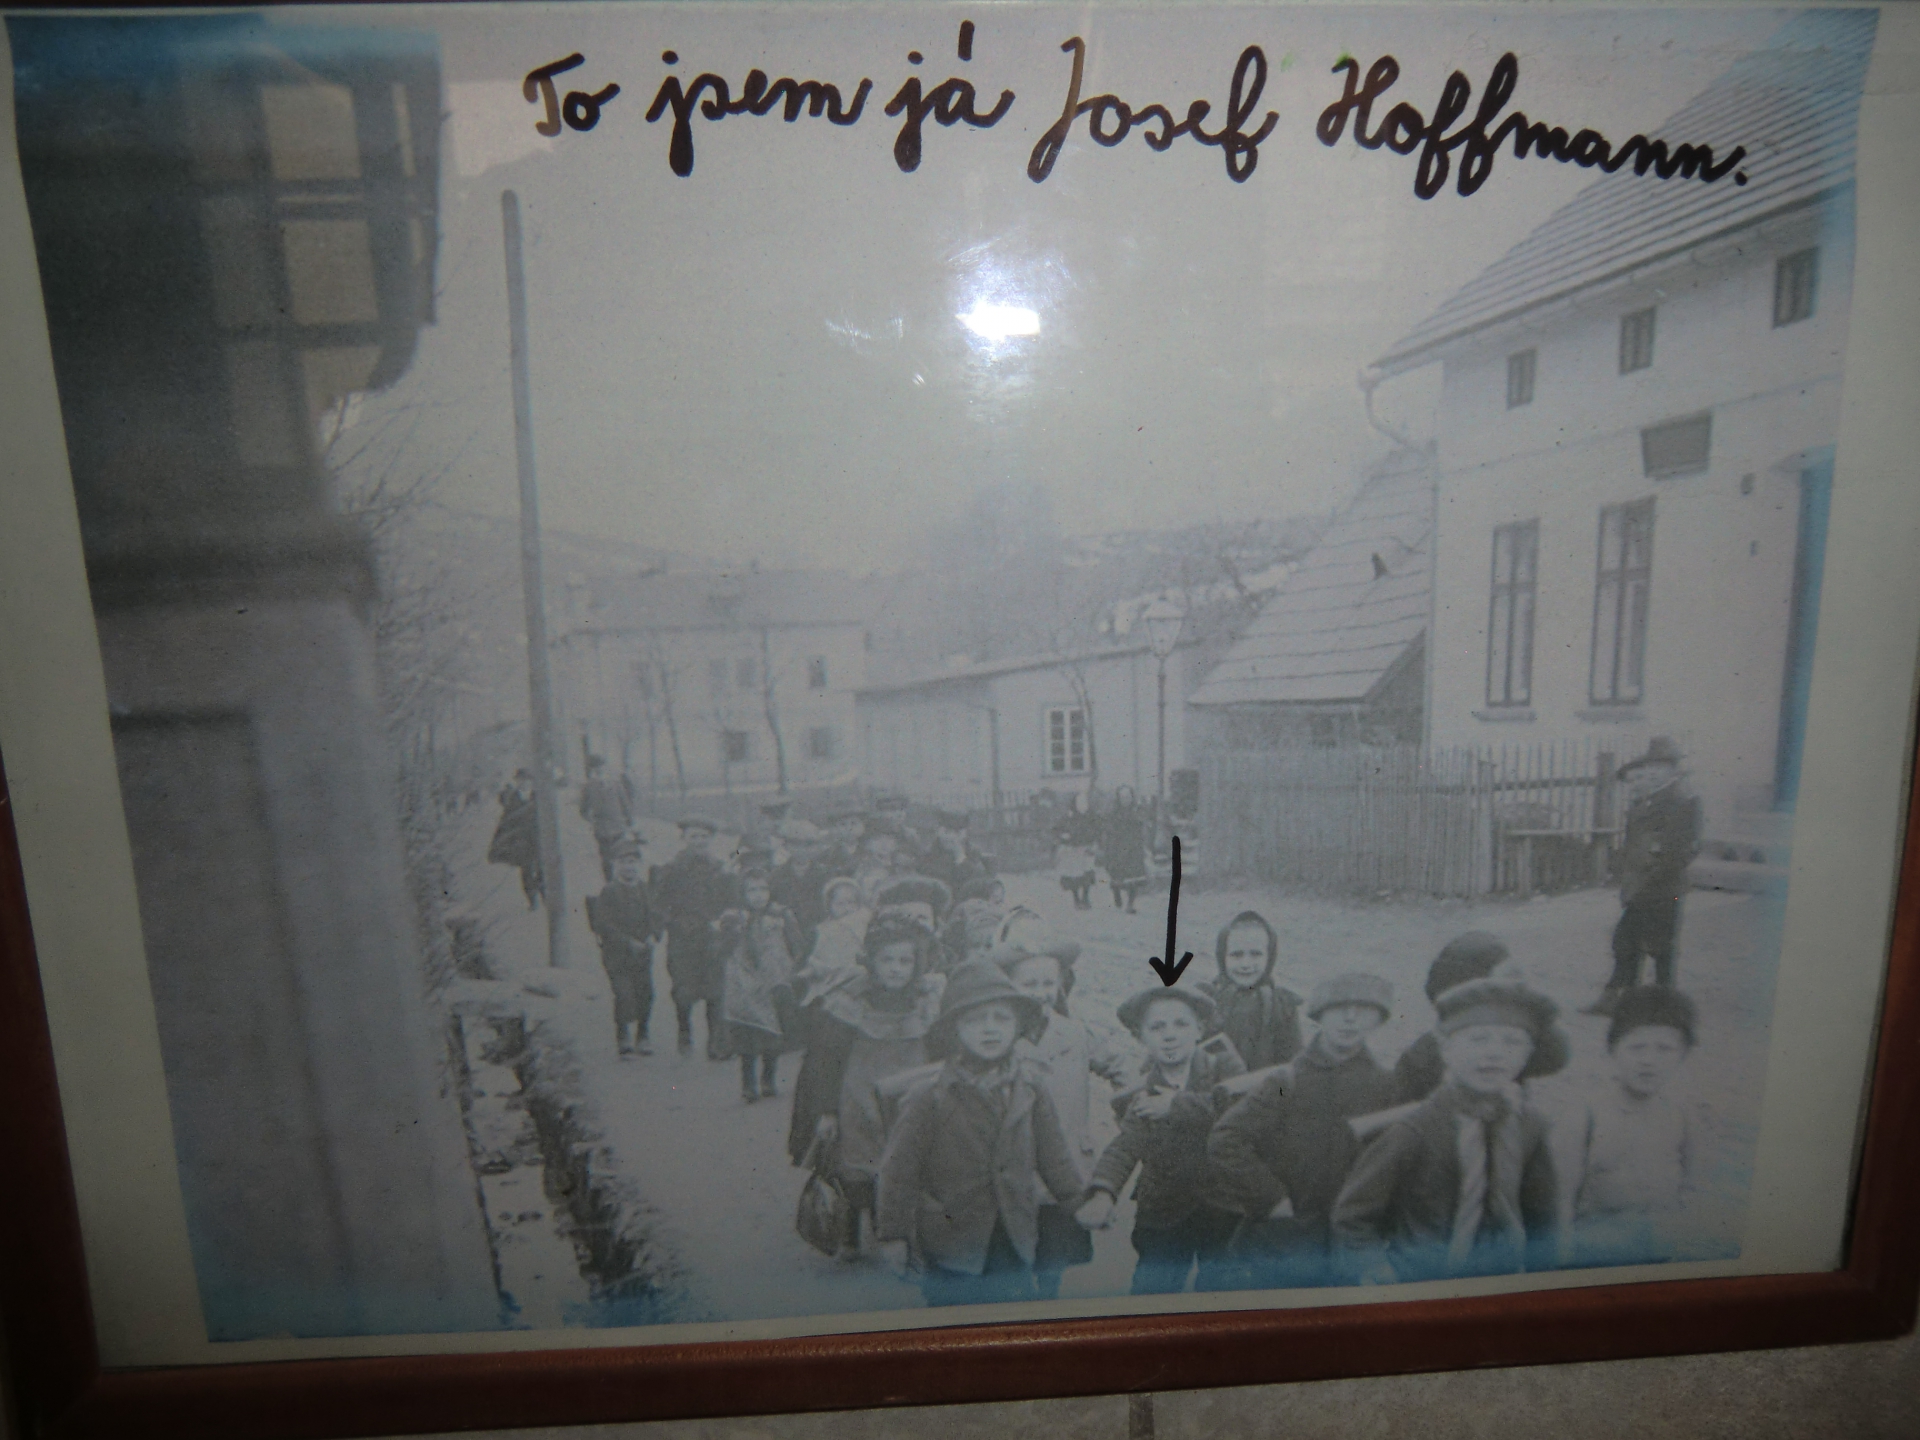 To jsem já Josef Hoffmann.